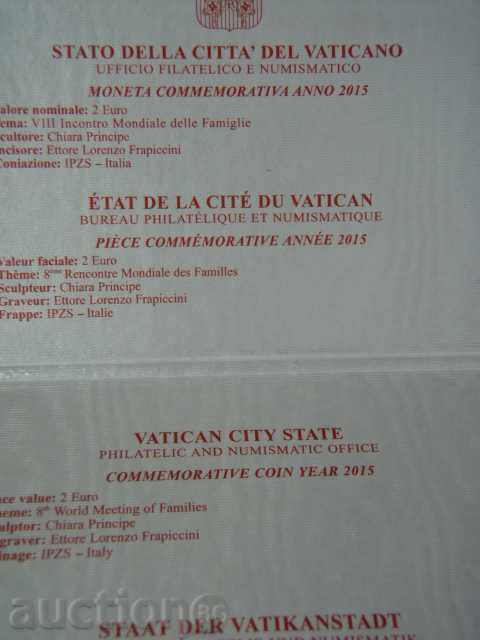 STATO DELLA CITTA' DEL VATICANO
UFFICIO FILATELICO E NUMISMATICO
MONETA COMMEMORATIVA ANNO 2015
alore nominale: 2 Euro
ema: VIII Incontro Mondiale delle Famiglie
cultore: Chiara Principe
ncisore: Ettore Lorenzo Frapiccini
Coniazione: IPZS – Italia
ÉTAT DE LA CITÉ DU VATICAN
BUREAU PHILATÉLIQUE ET NUMISMATIQUE
PIÈCE COMMÉMORATIVE ANNÉE 2015
Valeur faciale: 2 Euro
Thème: 8ème Rencontre Mondiale des Familles
Sculpteur: Chiara Principe
Graveur: Ettore Lorenzo Frapiccini
Frappe: IPZS – Italie
VATICAN CITY STATE
PHILATELIC AND NUMISMATIC OFFICE
COMMEMORATIVE COIN YEAR 2015
ace value: 2 Euro
heme: 8th World Meeting of Families
ulptor: Chiara Principe
graver: Ettore Lorenzo Frapiccini
inage: IPZS – Italy
STAAT DER VATIKANSTADT
auction.BG